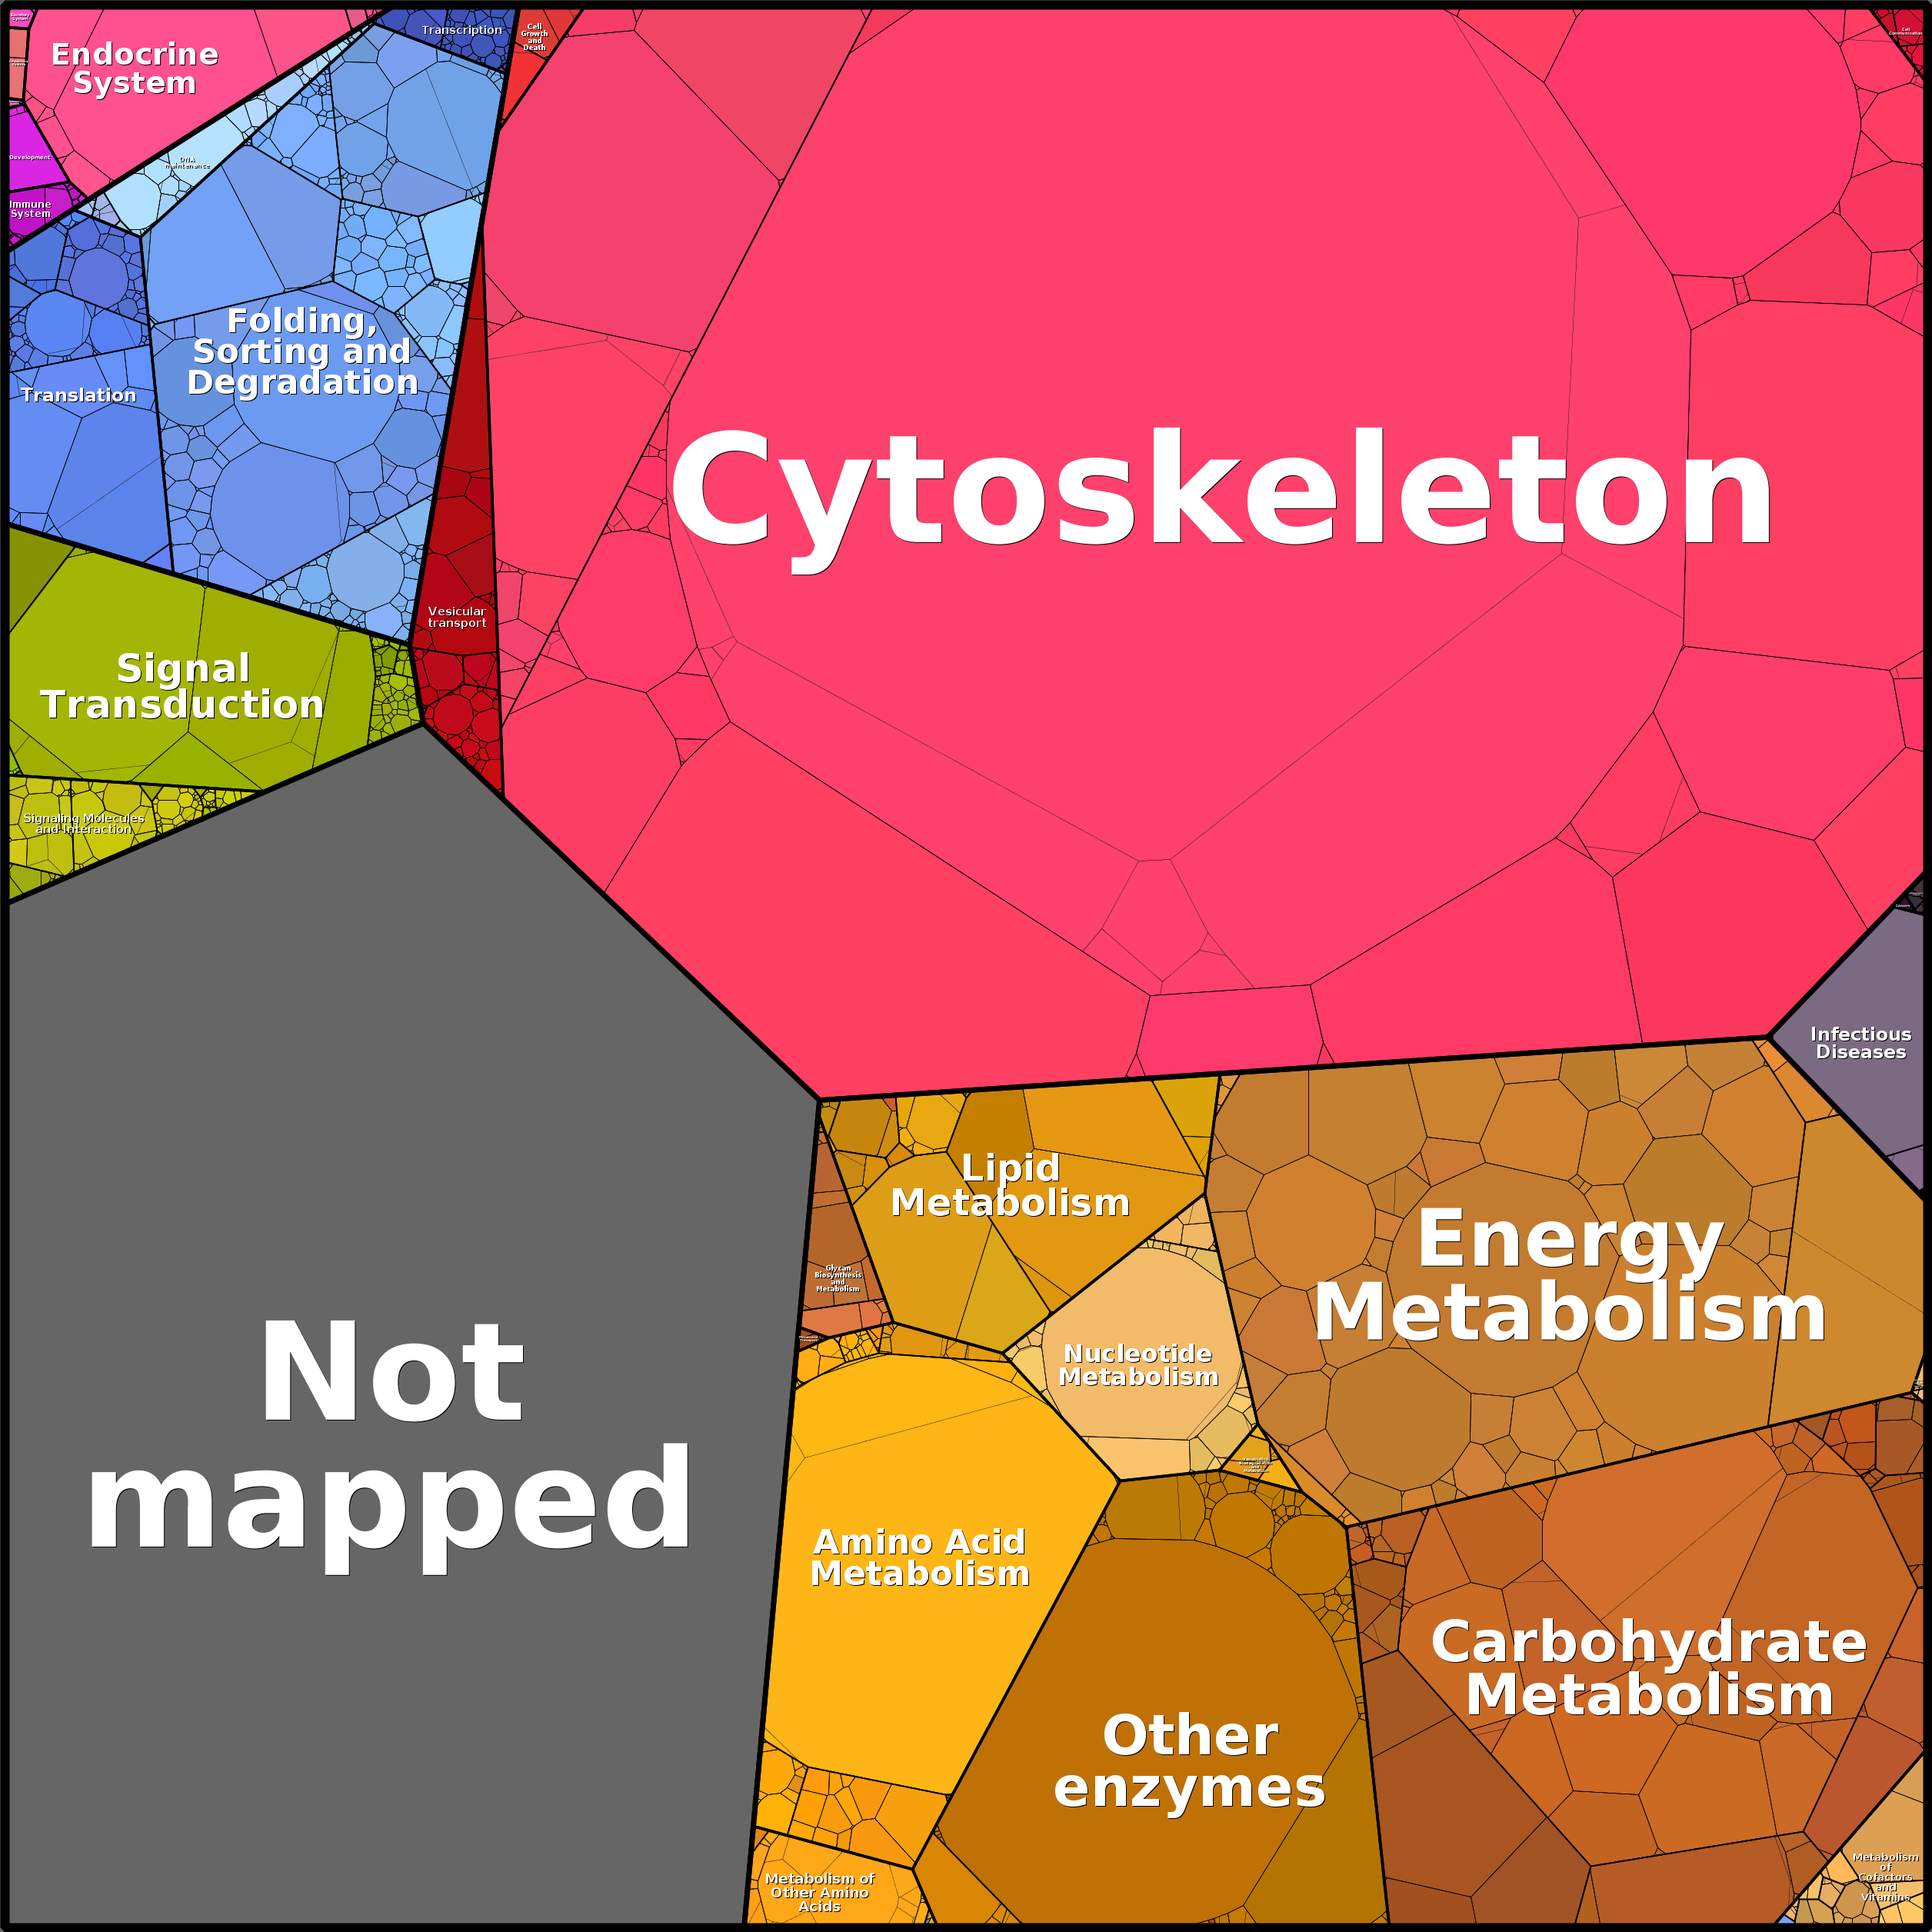 Endocrine
System
Transcription
Cell
Growth
and
Death
Cell
Communication
Development
DNA
maintenance
Immune
System
Folding,
Sorting and
Degradation
Translation
Cytoskeleton
Vesicular
transport
Signal
Transduction
Signaling Molecules
and Interaction
Infectious
Diseases
Lipid
Metabolism
Energy
Metabolism
Glycan
Biosynthesis
and
Metabolism
Nucleotide
Metabolism
Not
mapped
Amino Acid
Metabolism
Carbohydrate
Metabolism
Other
enzymes
Metabolism of
Other Amino
Acids
Metabolism
of
Cofactors
and
Vitamins